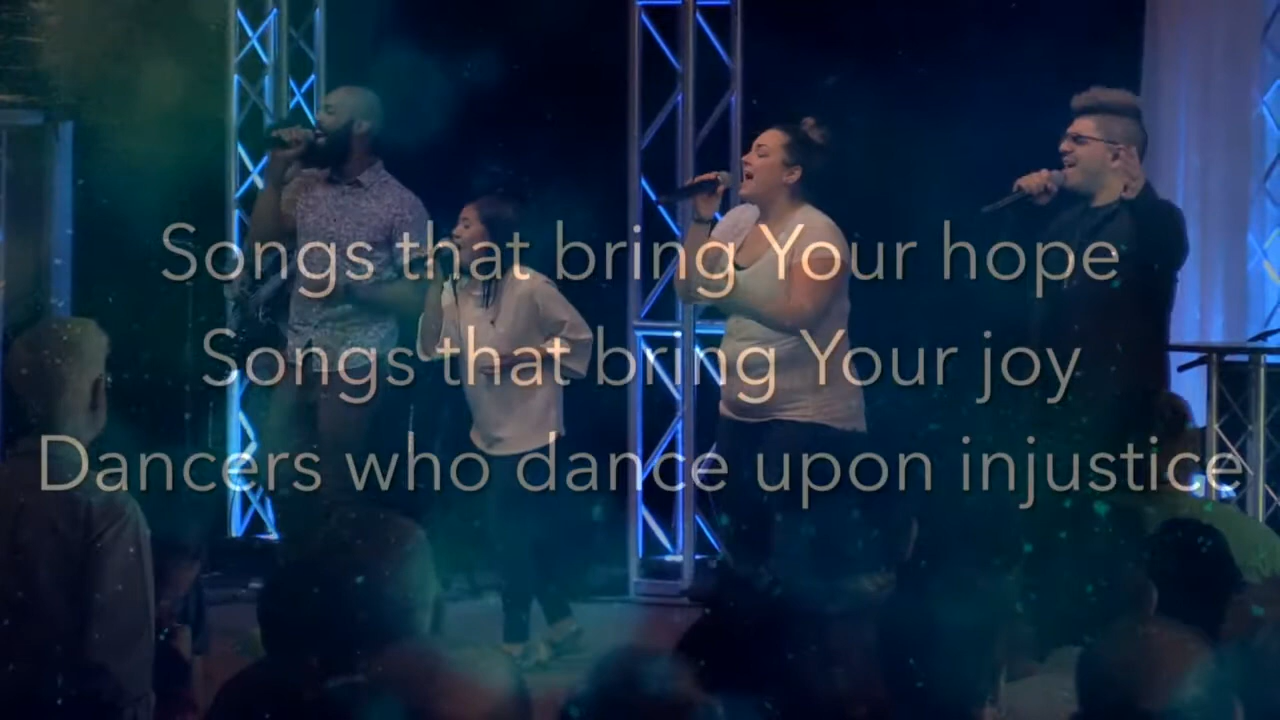 Songs that bring Your hope
Songs that bring Your joy
Dancers who dance upon injustice